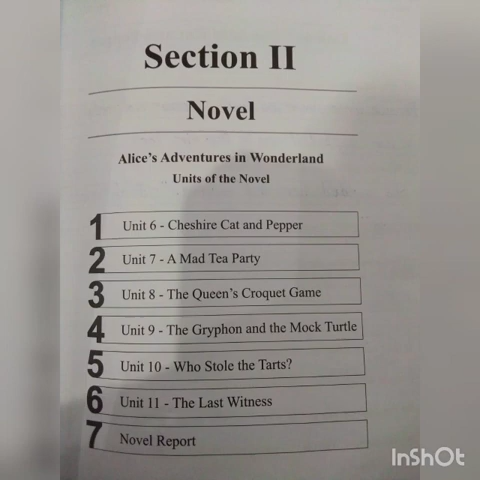 Section II
Novel
Alice's Adventures in Wonderland
Units of the Novel
1 Unit 6 - Cheshire Cat and Pepper
2 Unit 7 - A Mad Tea Party
3 Unit 8 - The Queen's Croquet Game
4 Unit 9 - The Gryphon and the Mock Turtle
5 Unit 10 - Who Stole the Tarts?
6 Unit 11 - The Last Witness
7 Novel Report
InShOt